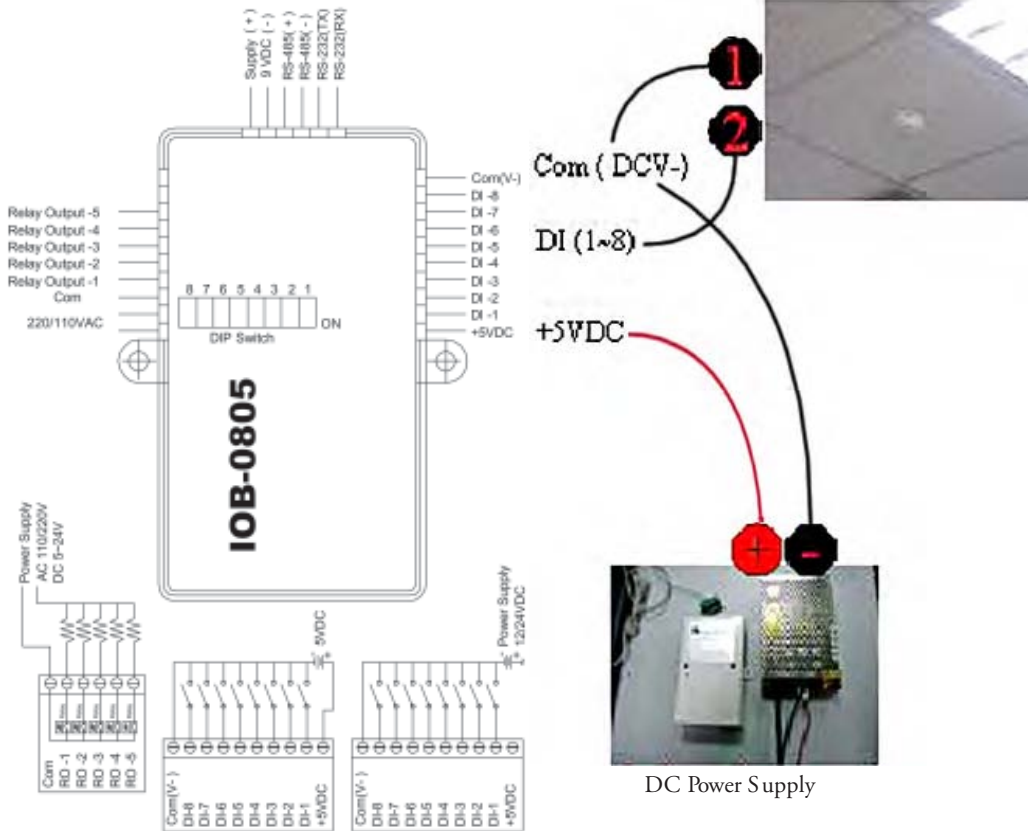 Supply ( + )
9 VDC ( - )
RS-485( + )
RS-485( - )
RS-232(TX)
RS-232(RX)
Relay Output -5
Relay Output -4
Relay Output -3
Relay Output -2
Relay Output -1
Com
220/110VAC
8 7 6 5 4 3 2 1
ON
DIP Switch
IOB-0805
Com(V-)
DI -8
DI -7
DI -6
DI -5
DI -4
DI -3
DI -2
DI -1
+5VDC
1
2
Com ( DCV-)
DI (1~8)
+5VDC
+
-
DC Power Supply
Power Supply
AC 110/220V
DC 5~24V
Com
RO -1
RO -2
RO -3
RO -4
RO -5
5VDC
+
Com(V- )
DI-8
DI-7
DI-6
DI-5
DI-4
DI-3
DI-2
DI-1
+5VDC
Power Supply
12/24VDC
+
Com(V- )
DI-8
DI-7
DI-6
DI-5
DI-4
DI-3
DI-2
DI-1
+5VDC